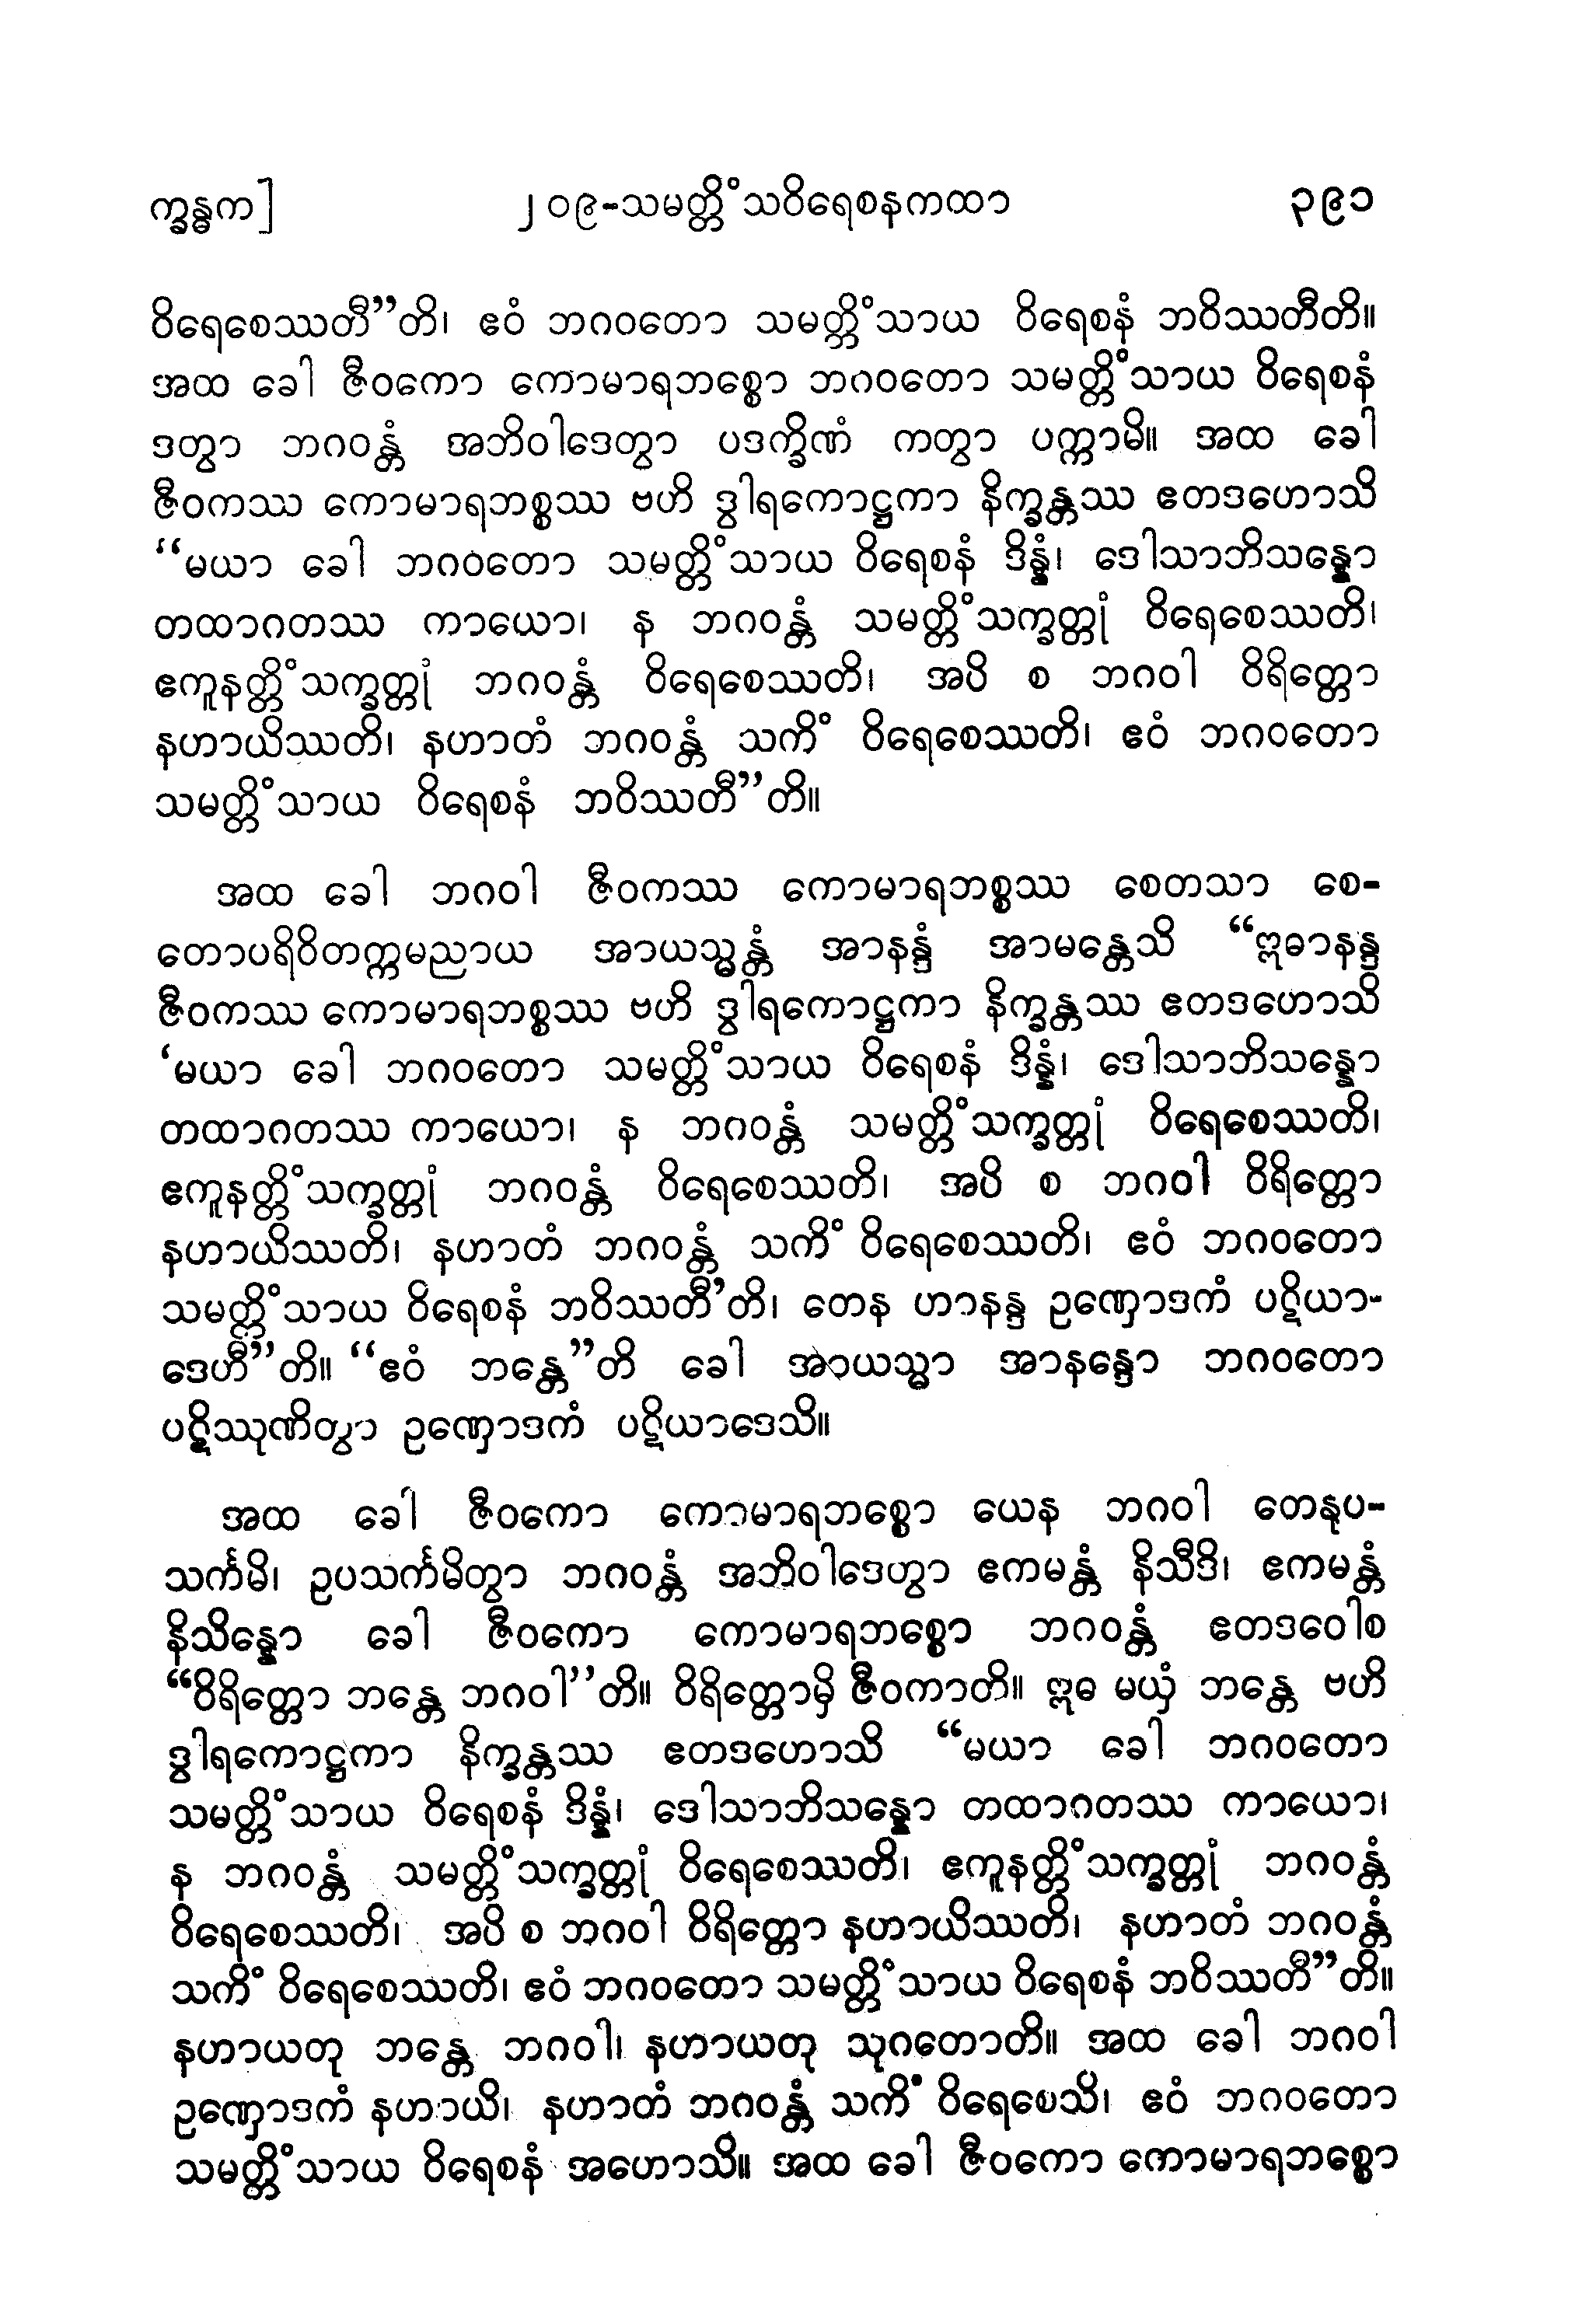 က္ခန္ဓက]
၂၀၉-သမတ္တိံသဝိရေစနကထာ
၃၉၁
ဝိရေစေဿတီ”တိ၊ ဧဝံ ဘဂဝတော သမတ္တိံသာယ ဝိရေစနံ ဘဝိဿတီတိ။
အထ ခေါ ဇီဝကော ကောမာရဘစ္စော ဘဂဝတော သမတ္တိံသာယ ဝိရေစနံ
ဒတွာ ဘဂဝန္တံ အဘိဝါဒေတွာ ပဒက္ခိဏံ ကတွာ ပက္ကာမိ။ အထ ခေါ
ဇီဝကဿ ကောမာရဘစ္စဿ ဗဟိ ဒွါရကောဋ္ဌကာ နိက္ခန္တဿ ဧတဒဟောသိ
“မယာ ခေါ ဘဂဝတော သမတ္တိံသာယ ဝိရေစနံ ဒိန္နံ၊ ဒေါသာဘိသန္နော
တထာဂတဿ ကာယော၊ န ဘဂဝန္တံ သမတ္တိံသက္ခတ္တုံ ဝိရေစေဿတိ၊
ဧကူနတ္တိံသက္ခတ္တုံ ဘဂဝန္တံ ဝိရေစေဿတိ၊ အပိ စ ဘဂဝါ ဝိရိတ္တော
နဟာယိဿတိ၊ နဟာတံ ဘဂဝန္တံ သကိံ ဝိရေစေဿတိ၊ ဧဝံ ဘဂဝတော
သမတ္တိံသာယ ဝိရေစနံ ဘဝိဿတီ”တိ။
အထ ခေါ ဘဂဝါ ဇီဝကဿ ကောမာရဘစ္စဿ စေတသာ စေ-
တောပရိဝိတက္ကမညာယ အာယသ္မန္တံ အာနန္ဒံ အာမန္တေသိ “ဣဓာနန္ဒ
ဇီဝကဿ ကောမာရဘစ္စဿ ဗဟိ ဒွါရကောဋ္ဌကာ နိက္ခန္တဿ ဧတဒဟောသိ
‘မယာ ခေါ ဘဂဝတော သမတ္တိံသာယ ဝိရေစနံ ဒိန္နံ၊ ဒေါသာဘိသန္နော
တထာဂတဿ ကာယော၊ န ဘဂဝန္တံ သမတ္တိံသက္ခတ္တုံ ဝိရေစေဿတိ၊
ဧကူနတ္တိံသက္ခတ္တုံ ဘဂဝန္တံ ဝိရေစေဿတိ၊ အပိ စ ဘဂဝါ ဝိရိတ္တော
နဟာယိဿတိ၊ နဟာတံ ဘဂဝန္တံ သကိံ ဝိရေစေဿတိ၊ ဧဝံ ဘဂဝတော
သမတ္တိံသာယ ဝိရေစနံ ဘဝိဿတီ’တိ၊ တေန ဟာနန္ဒ ဥဏှောဒကံ ပဋိယာ-
ဒေဟီ”တိ။ “ဧဝံ ဘန္တေ”တိ ခေါ အာယသ္မာ အာနန္ဒော ဘဂဝတော
ပဋိဿုဏိတွာ ဥဏှောဒကံ ပဋိယာဒေသိ။
အထ ခေါ ဇီဝကော ကောမာရဘစ္စော ယေန ဘဂဝါ တေနုပ-
သင်္ကမိ၊ ဥပသင်္ကမိတွာ ဘဂဝန္တံ အဘိဝါဒေတွာ ဧကမန္တံ နိသီဒိ၊ ဧကမန္တံ
နိသိန္နော ခေါ ဇီဝကော ကောမာရဘစ္စော ဘဂဝန္တံ ဧတဒဝေါစ
“ဝိရိတ္တော ဘန္တေ ဘဂဝါ”တိ။ ဝိရိတ္တောမှိ ဇီဝကာတိ။ ဣဓ မယှံ ဘန္တေ ဗဟိ
ဒွါရကောဋ္ဌကာ နိက္ခန္တဿ ဧတဒဟောသိ “မယာ ခေါ ဘဂဝတော
သမတ္တိံသာယ ဝိရေစနံ ဒိန္နံ၊ ဒေါသာဘိသန္နော တထာဂတဿ ကာယော၊
န ဘဂဝန္တံ သမတ္တိံသက္ခတ္တုံ ဝိရေစေဿတိ၊ ဧကူနတ္တိံသက္ခတ္တုံ ဘဂဝန္တံ
ဝိရေစေဿတိ၊ အပိ စ ဘဂဝါ ဝိရိတ္တော နဟာယိဿတိ၊ နဟာတံ ဘဂဝန္တံ
သကိံ ဝိရေစေဿတိ၊ ဧဝံ ဘဂဝတော သမတ္တိံသာယ ဝိရေစနံ ဘဝိဿတီ”တိ။
နဟာယတု ဘန္တေ ဘဂဝါ၊ နဟာယတု သုဂတောတိ။ အထ ခေါ ဘဂဝါ
ဥဏှောဒကံ နဟာယိ၊ နဟာတံ ဘဂဝန္တံ သကိံ ဝိရေစေသိ၊ ဧဝံ ဘဂဝတော
သမတ္တိံသာယ ဝိရေစနံ အဟောသိ။ အထ ခေါ ဇီဝကော ကောမာရဘစ္စော